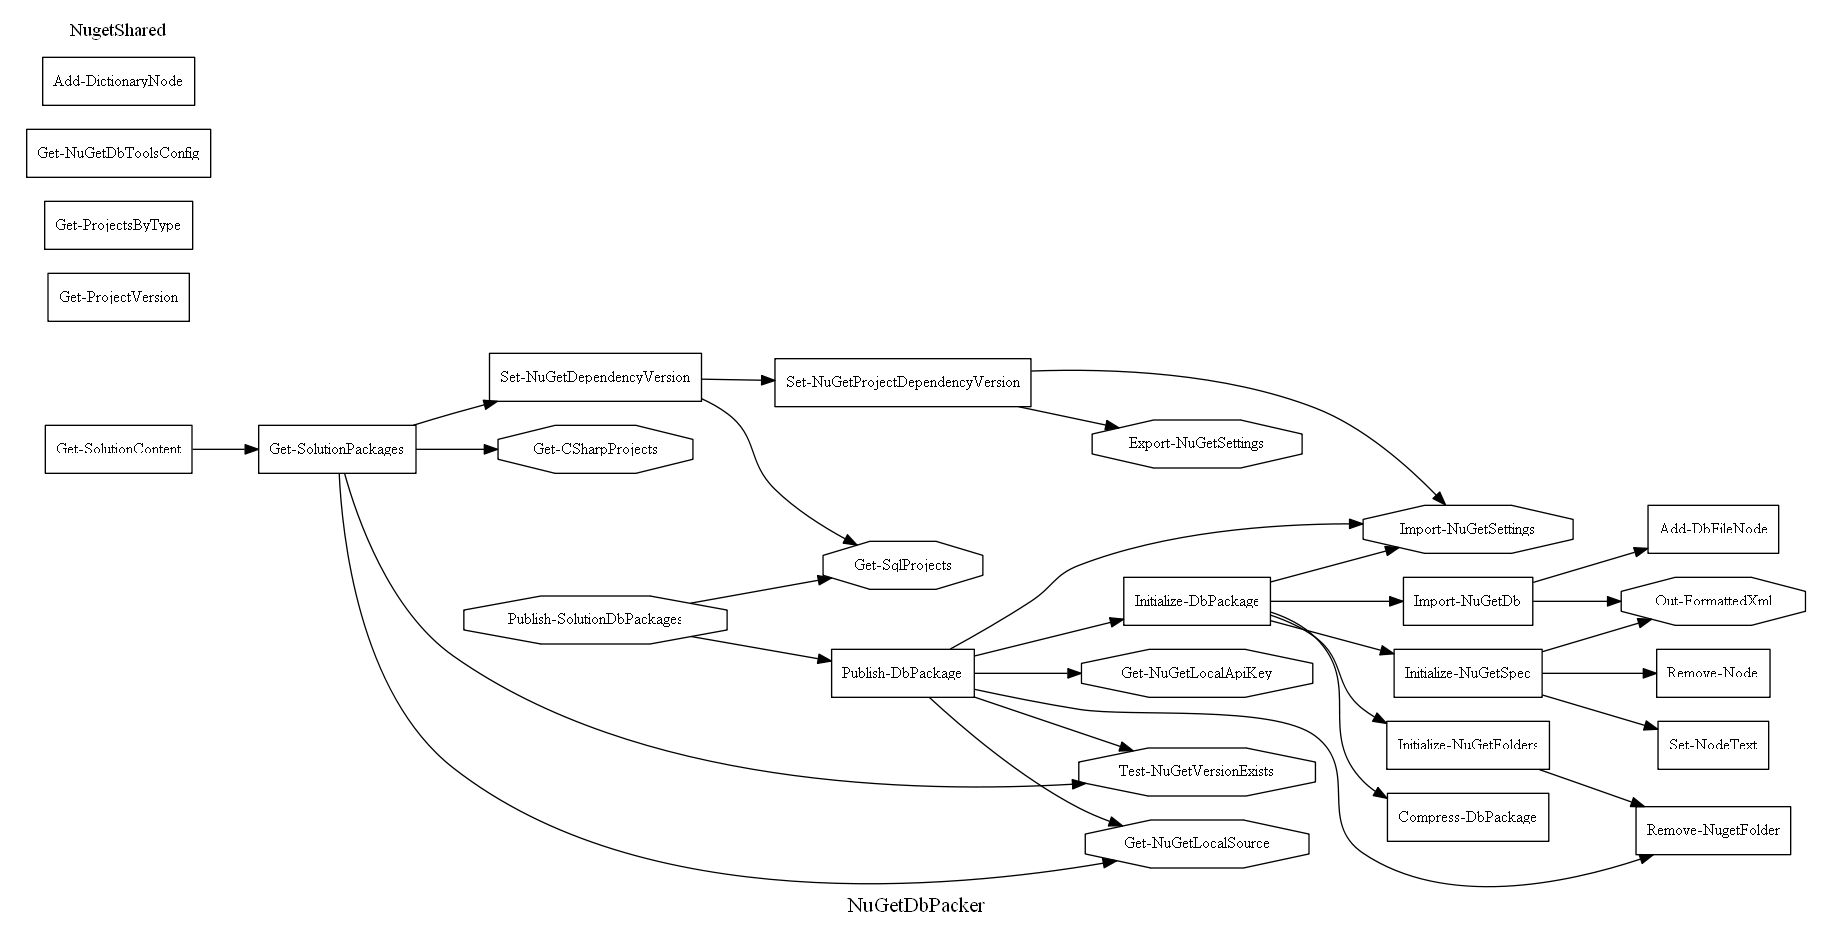 NugetShared
Add-DictionaryNode
Get-NuGetDbToolsConfig
Get-ProjectsByType
Get-ProjectVersion
Get-SolutionContent
Get-SolutionPackages
Set-NuGetDependencyVersion
Get-CSharpProjects
Publish-SolutionDbPackages
Set-NuGetProjectDependencyVersion
Get-SqlProjects
Publish-DbPackage
Export-NuGetSettings
Initialize-DbPackage
Get-NuGetLocalApiKey
Test-NuGetVersionExists
Get-NuGetLocalSource
Import-NuGetSettings
Import-NuGetDb
Initialize-NuGetSpec
Initialize-NuGetFolders
Compress-DbPackage
Add-DbFileNode
Out-FormattedXml
Remove-Node
Set-NodeText
Remove-NugetFolder
NuGetDbPacker